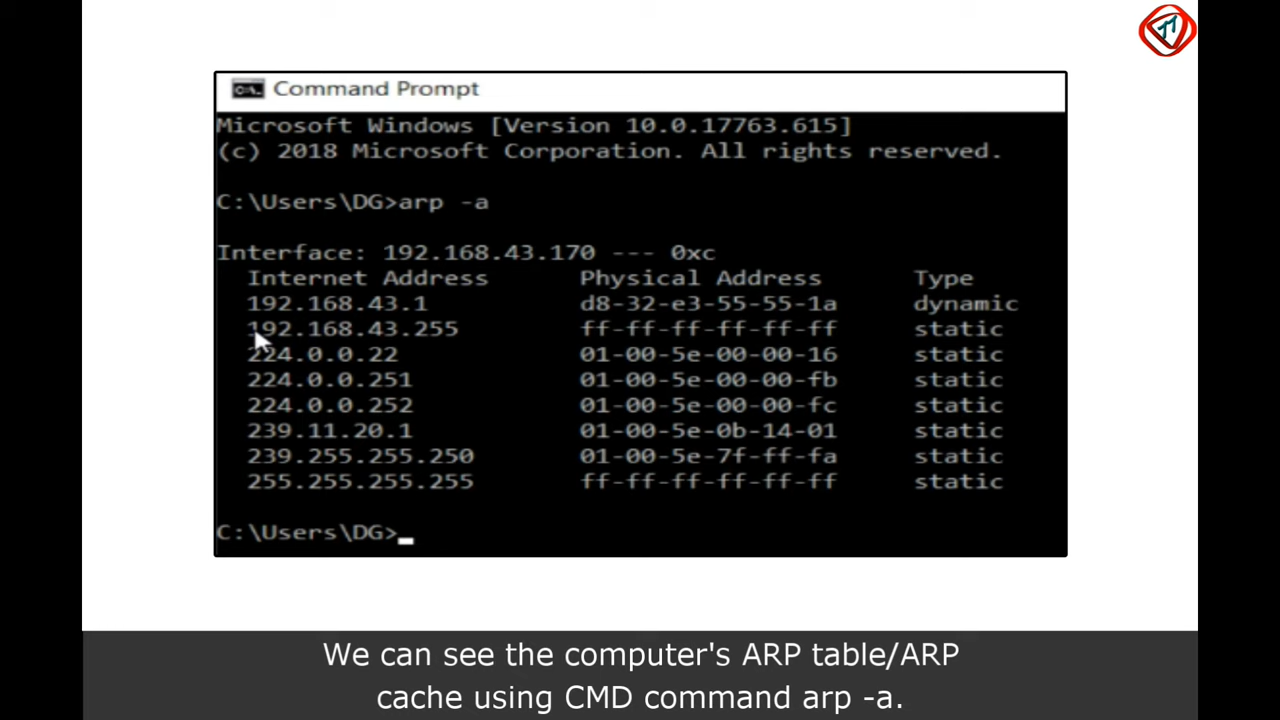 Command Prompt
Microsoft Windows [Version 10.0.17763.615]
(c) 2018 Microsoft Corporation. All rights reserved.
C:\Users\DG>arp -a
Interface: 192.168.43.170 --- 0xc
Internet Address Physical Address Type
192.168.43.1 d8-32-e3-55-55-1a dynamic
192.168.43.255 ff-ff-ff-ff-ff-ff static
224.0.0.22 01-00-5e-00-00-16 static
224.0.0.251 01-00-5e-00-00-fb static
224.0.0.252 01-00-5e-00-00-fc static
239.11.20.1 01-00-5e-0b-14-01 static
239.255.255.250 01-00-5e-7f-ff-fa static
255.255.255.255 ff-ff-ff-ff-ff-ff static
C:\Users\DG>
We can see the computer's ARP table/ARP
cache using CMD command arp -a.